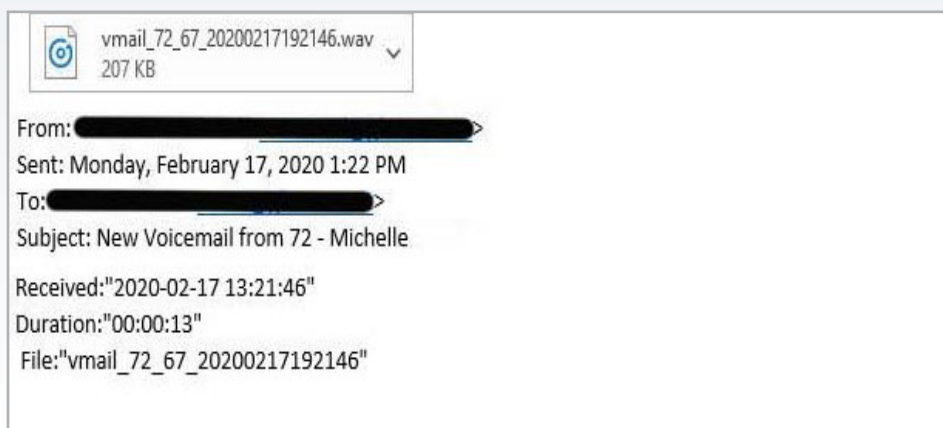 vmail_72_67_20200217192146.wav
207 KB
From: >
Sent: Monday, February 17, 2020 1:22 PM
To: >
Subject: New Voicemail from 72 - Michelle
Received:"2020-02-17 13:21:46"
Duration:"00:00:13"
File:"vmail_72_67_20200217192146"